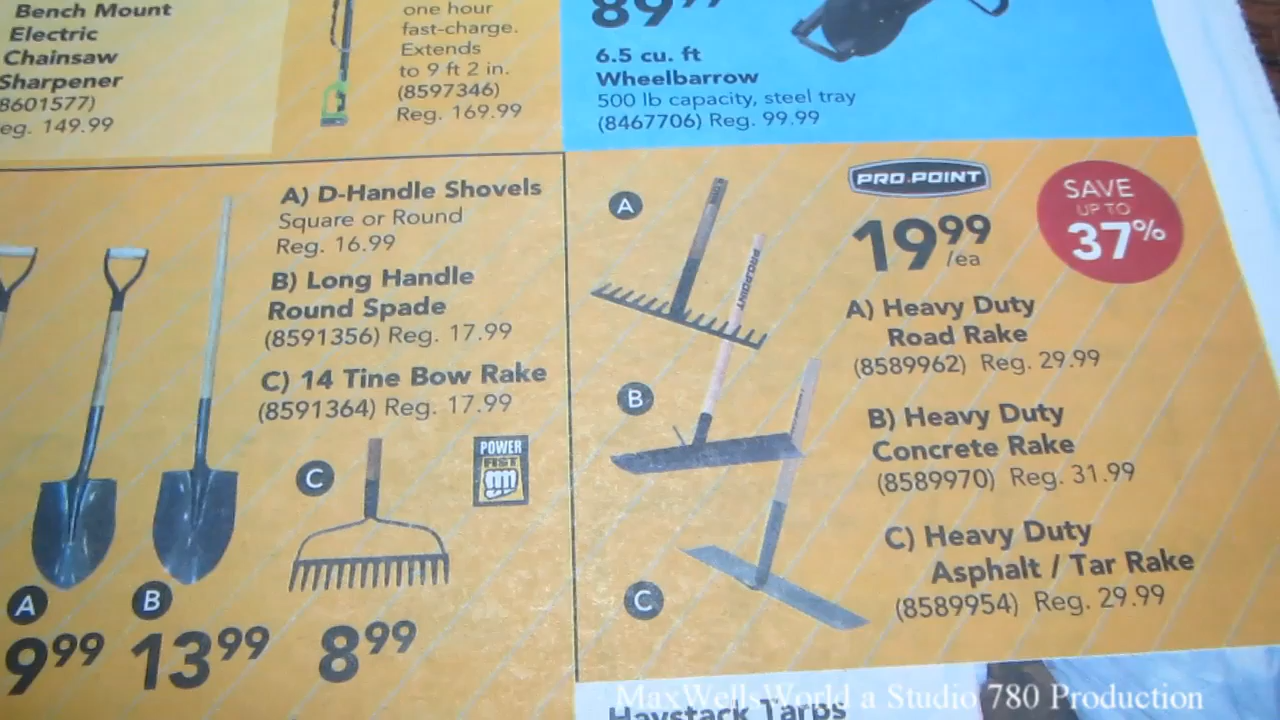 Bench Mount
Electric
Chainsaw
Sharpener
8601577)
eg. 149.99
one hour
fast-charge.
Extends
to 9 ft 2 in.
(8597346)
Reg. 169.99
89
6.5 cu. ft
Wheelbarrow
500 lb capacity, steel tray
(8467706) Reg. 99.99
A) D-Handle Shovels
Square or Round
Reg. 16.99
B) Long Handle
Round Spade
(8591356) Reg. 17.99
C) 14 Tine Bow Rake
(8591364) Reg. 17.99
C
POWER
FIST
A
B
9.99
13.99
8.99
A
PRO.POINT
B
C
PRO.POINT
19.99
/ea
SAVE
UP TO
37%
A) Heavy Duty
Road Rake
(8589962) Reg. 29.99
B) Heavy Duty
Concrete Rake
(8589970) Reg. 31.99
C) Heavy Duty
Asphalt / Tar Rake
(8589954) Reg. 29.99
Haystack Tarps
MaxWellsWorld a Studio 780 Production